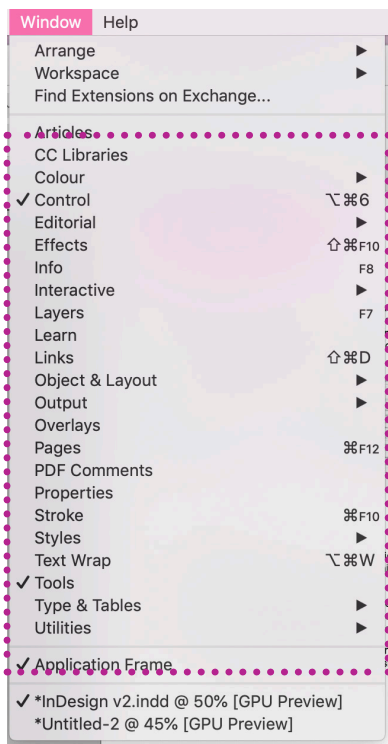 Window Help
Arrange ▶
Workspace ▶
Find Extensions on Exchange...
Articles
CC Libraries
Colour ▶
✓ Control ⌥⌘6
Editorial ▶
Effects ⇧⌘F10
Info F8
Interactive ▶
Layers F7
Learn
Links ⇧⌘D
Object & Layout ▶
Output ▶
Overlays
Pages ⌘F12
PDF Comments
Properties
Stroke ⌘F10
Styles ▶
Text Wrap ⌥⌘W
✓ Tools
Type & Tables ▶
Utilities ▶
✓ Application Frame
✓ *InDesign v2.indd @ 50% [GPU Preview]
*Untitled-2 @ 45% [GPU Preview]